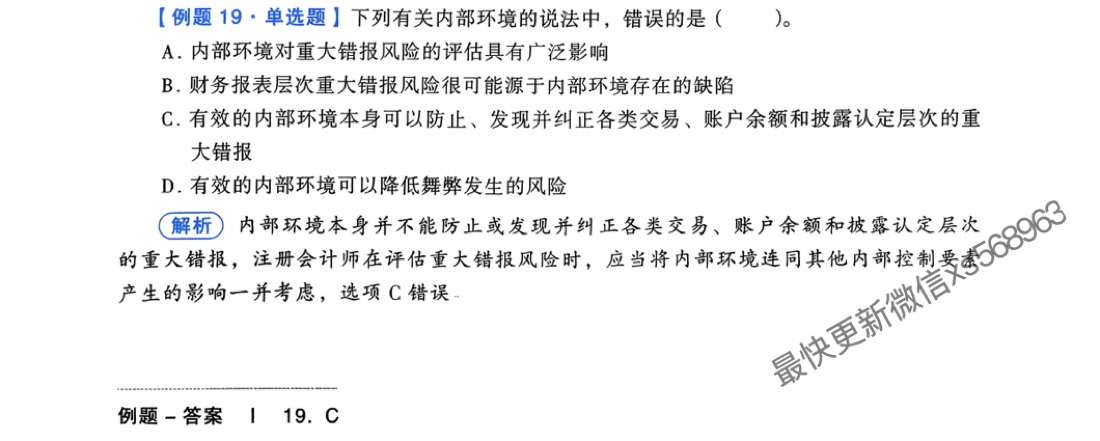 【例题 19·单选题】下列有关内部环境的说法中，错误的是（　　）。
A. 内部环境对重大错报风险的评估具有广泛影响
B. 财务报表层次重大错报风险很可能源于内部环境存在的缺陷
C. 有效的内部环境本身可以防止、发现并纠正各类交易、账户余额和披露认定层次的重
大错报
D. 有效的内部环境可以降低舞弊发生的风险
解析 内部环境本身并不能防止或发现并纠正各类交易、账户余额和披露认定层次
的重大错报，注册会计师在评估重大错报风险时，应当将内部环境连同其他内部控制要素
产生的影响一并考虑，选项 C 错误
最快更新微信xs568963
例题 – 答案 | 19. C